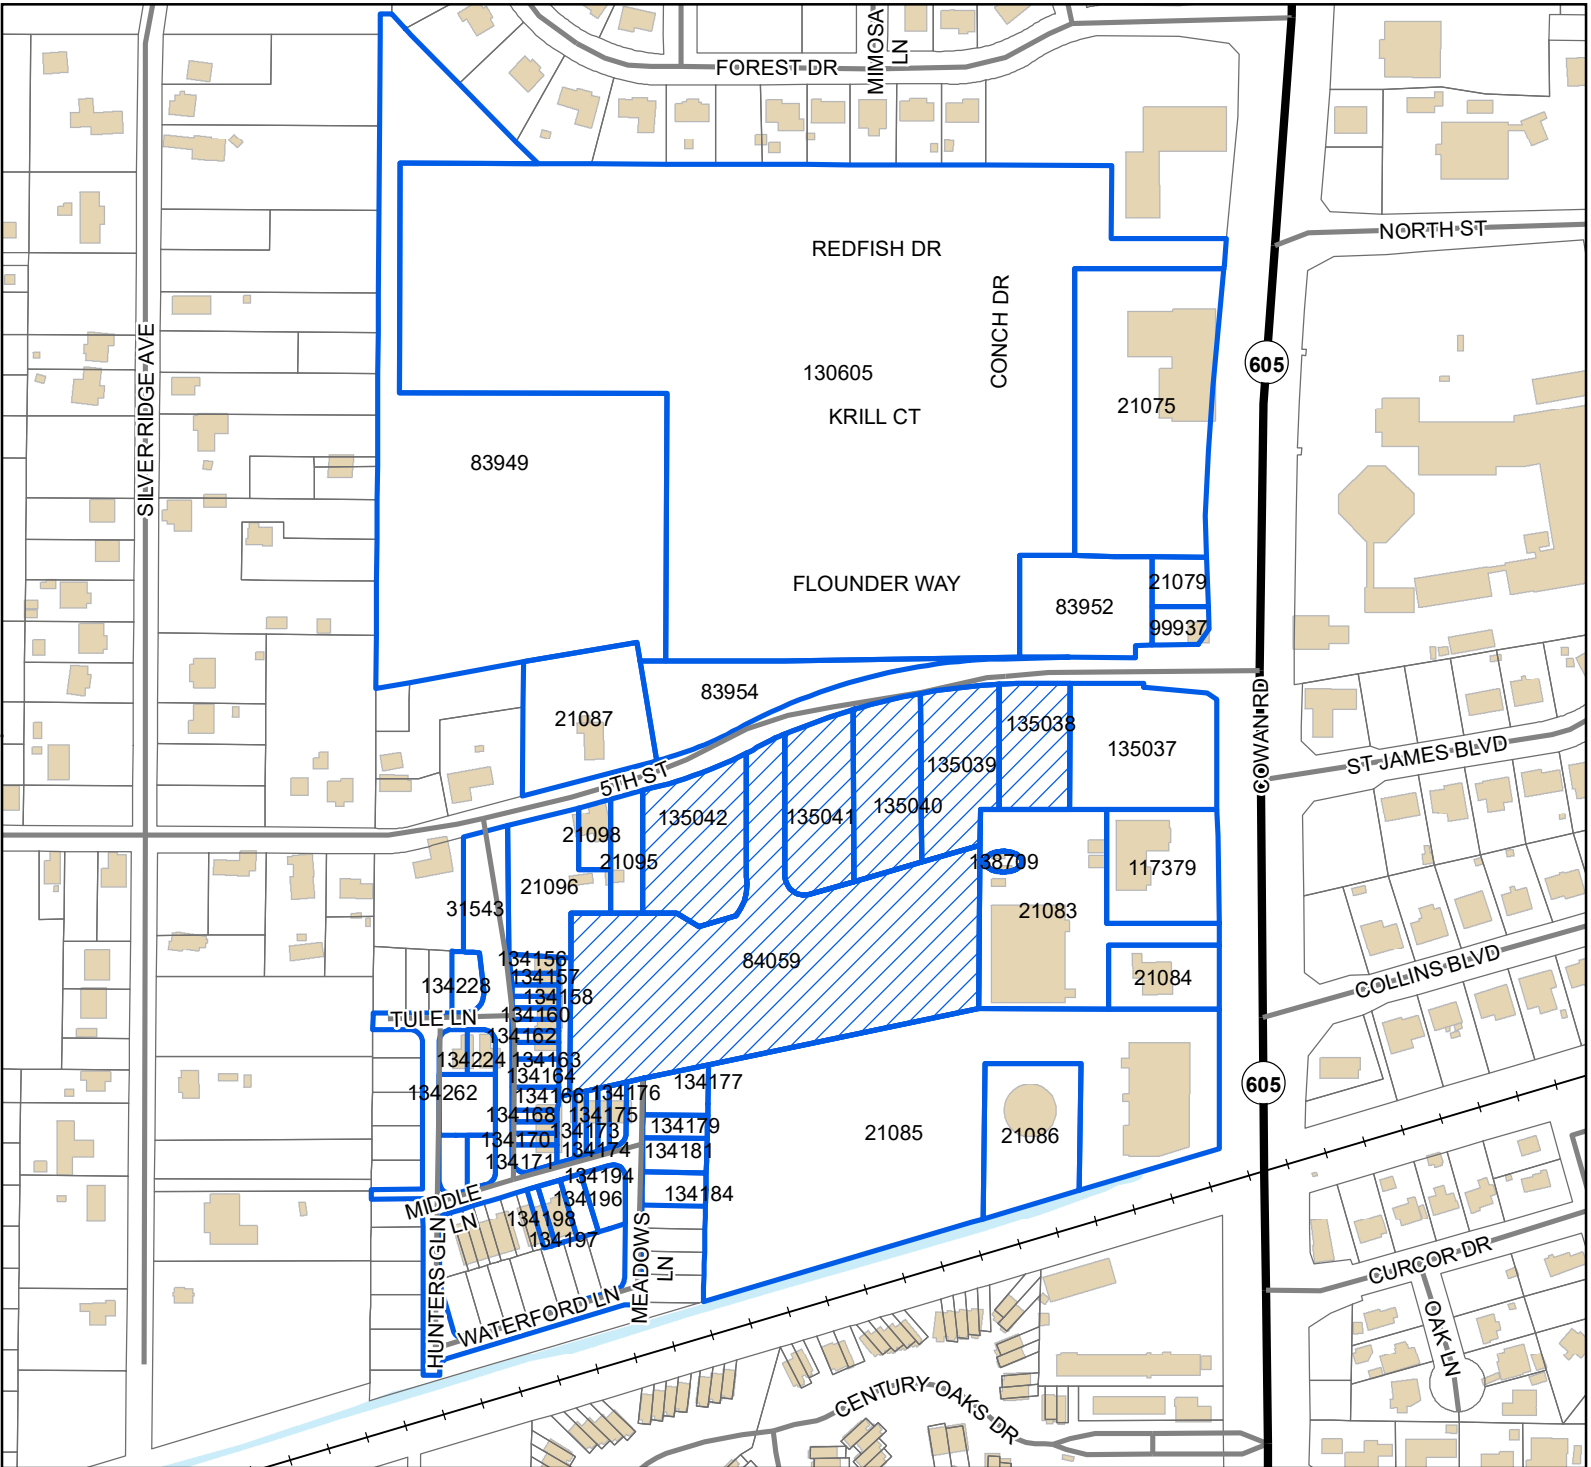 FOREST DR
MIMOSA
LN
NORTH ST
REDFISH DR
CONCH DR
SILVER RIDGE AVE
605
130605
21075
KRILL CT
83949
FLOUNDER WAY
21079
83952
99937
83954
21087
COWAN RD
135038
135037
ST JAMES BLVD
5TH ST
135039
135040
135041
135042
21098
21095
138709
117379
21096
31543
21083
COLLINS BLVD
134156
84059
134157
21084
134228
134158
TULE LN
134160
134162
134224
134163
134164
134177
605
134262
134166
134176
134168
134175
134173
134179
21085
21086
134170
134174
134181
134171
134194
134196
134184
MIDDLE
LN
134198
134197
HUNTERS GLN
MEADOWS
LN
CURCOR DR
WATERFORD LN
OAK LN
CENTURY OAKS DR